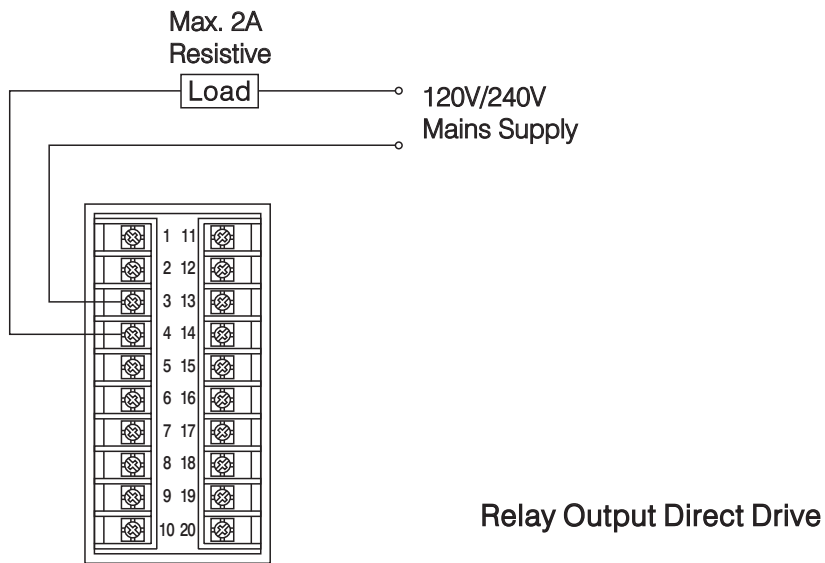 Max. 2A
Resistive
Load
120V/240V
Mains Supply
1 11
2 12
3 13
4 14
5 15
6 16
7 17
8 18
9 19
10 20
Relay Output Direct Drive